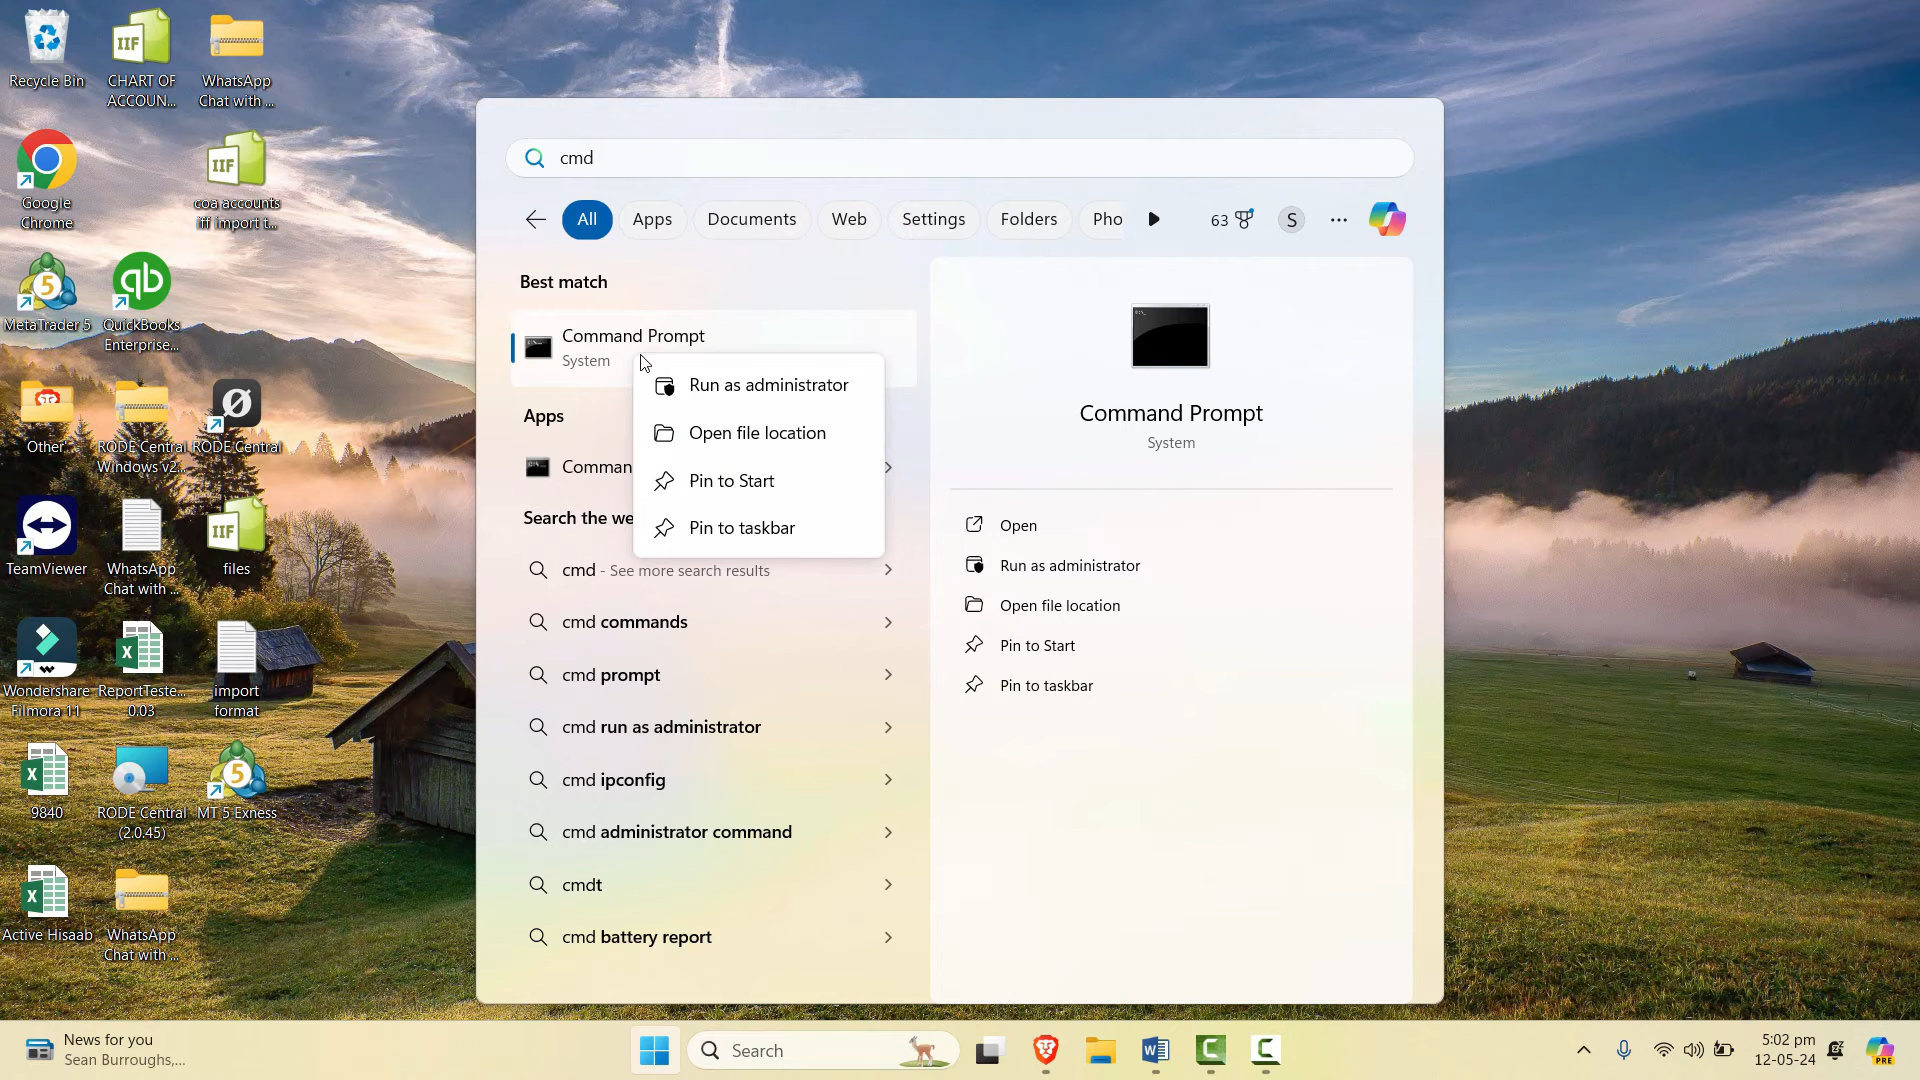 Recycle Bin
CHART OF
ACCOUN...
WhatsApp
Chat with ...
Google
Chrome
coa accounts
iff import t...
MetaTrader 5
QuickBooks
Enterprise...
Other'...
RODE Central
Windows v2...
RODE Central
TeamViewer
WhatsApp
Chat with ...
files
Wondershare
Filmora 11
ReportTeste...
0.03
import
format
9840
RODE Central
(2.0.45)
MT 5 Exness
Active Hisaab
WhatsApp
Chat with ...
cmd
All
Apps
Documents
Web
Settings
Folders
Pho
63
S
Best match
Command Prompt
System
Run as administrator
Open file location
Pin to Start
Pin to taskbar
Apps
Comman
Search the we
cmd - See more search results
cmd commands
cmd prompt
cmd run as administrator
cmd ipconfig
cmd administrator command
cmdt
cmd battery report
Command Prompt
System
Open
Run as administrator
Open file location
Pin to Start
Pin to taskbar
News for you
Sean Burroughs,...
Search
5:02 pm
12-05-24
PRE